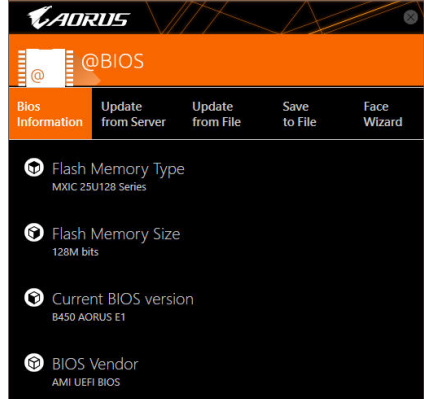 AORUS
@
@BIOS
Bios
Information
Update
from Server
Update
from File
Save
to File
Face
Wizard
Flash Memory Type
MXIC 25U128 Series
Flash Memory Size
128M bits
Current BIOS version
B450 AORUS E1
BIOS Vendor
AMI UEFI BIOS